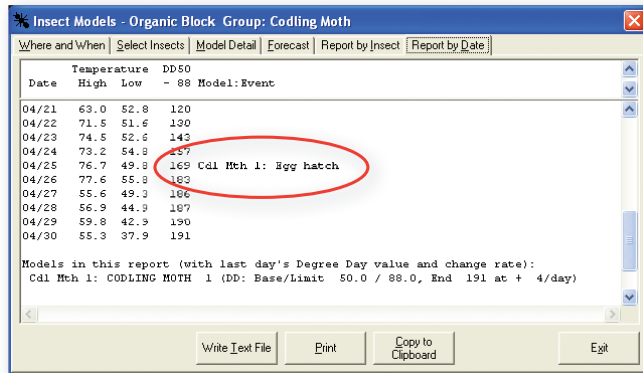 Insect Models - Organic Block Group: Codling Moth
Where and When Select Insects Model Detail Forecast Report by Insect Report by Date
Temperature DD50
Date High Low - 88 Model:Event
04/21 63.0 52.8 120
04/22 71.5 51.6 130
04/23 74.5 52.6 143
04/24 73.2 54.8 157
04/25 76.7 49.8 169 Cdl Mth 1: Egg hatch
04/26 77.6 55.8 183
04/27 55.6 49.3 186
04/28 56.9 44.9 187
04/29 59.8 42.9 190
04/30 55.3 37.9 191
Models in this report (with last day's Degree Day value and change rate):
Cdl Mth 1: CODLING MOTH 1 (DD: Base/Limit 50.0 / 88.0, End 191 at + 4/day)
Write Text File Print Copy to Clipboard Exit